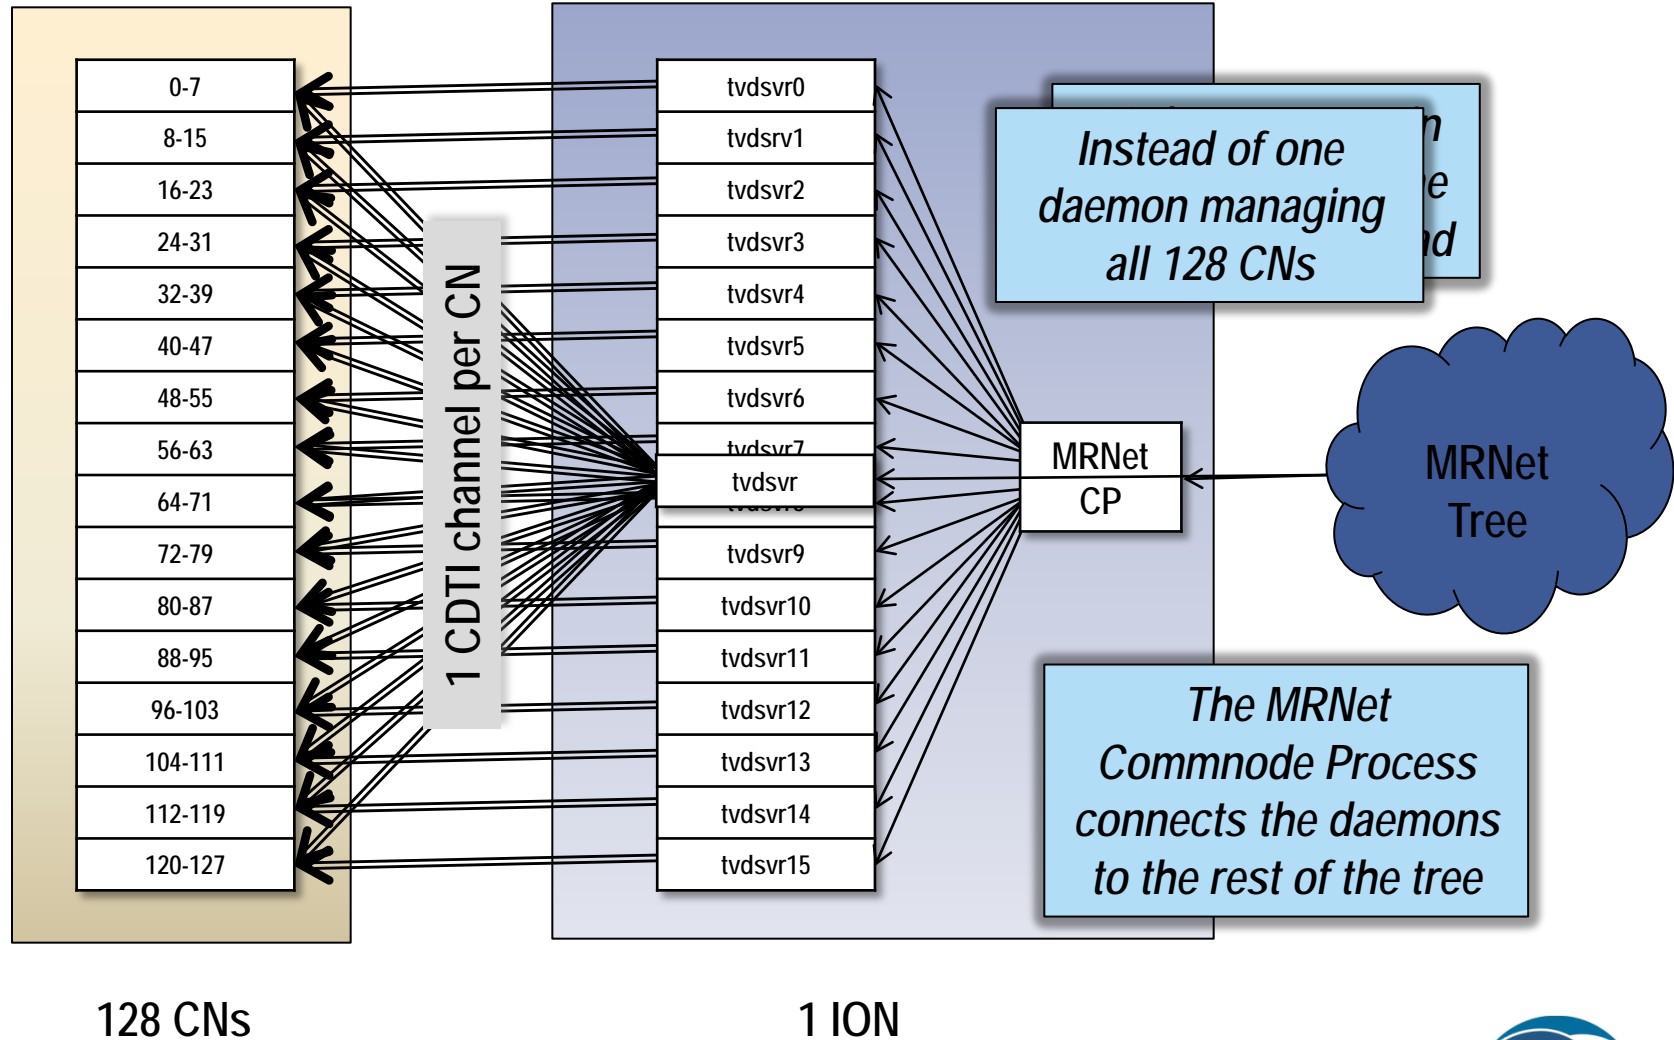 0-7
8-15
16-23
24-31
32-39
40-47
48-55
56-63
64-71
72-79
80-87
88-95
96-103
104-111
112-119
120-127
128 CNs
1 CDTI channel per CN
tvdsvr0
tvdsrv1
tvdsvr2
tvdsvr3
tvdsvr4
tvdsvr5
tvdsvr6
tvdsvr7
tvdsvr
tvdsvr9
tvdsvr10
tvdsvr11
tvdsvr12
tvdsvr13
tvdsvr14
tvdsvr15
1 ION
MRNet
CP
Instead of one
daemon managing
all 128 CNs
MRNet
Tree
The MRNet
Commnode Process
connects the daemons
to the rest of the tree